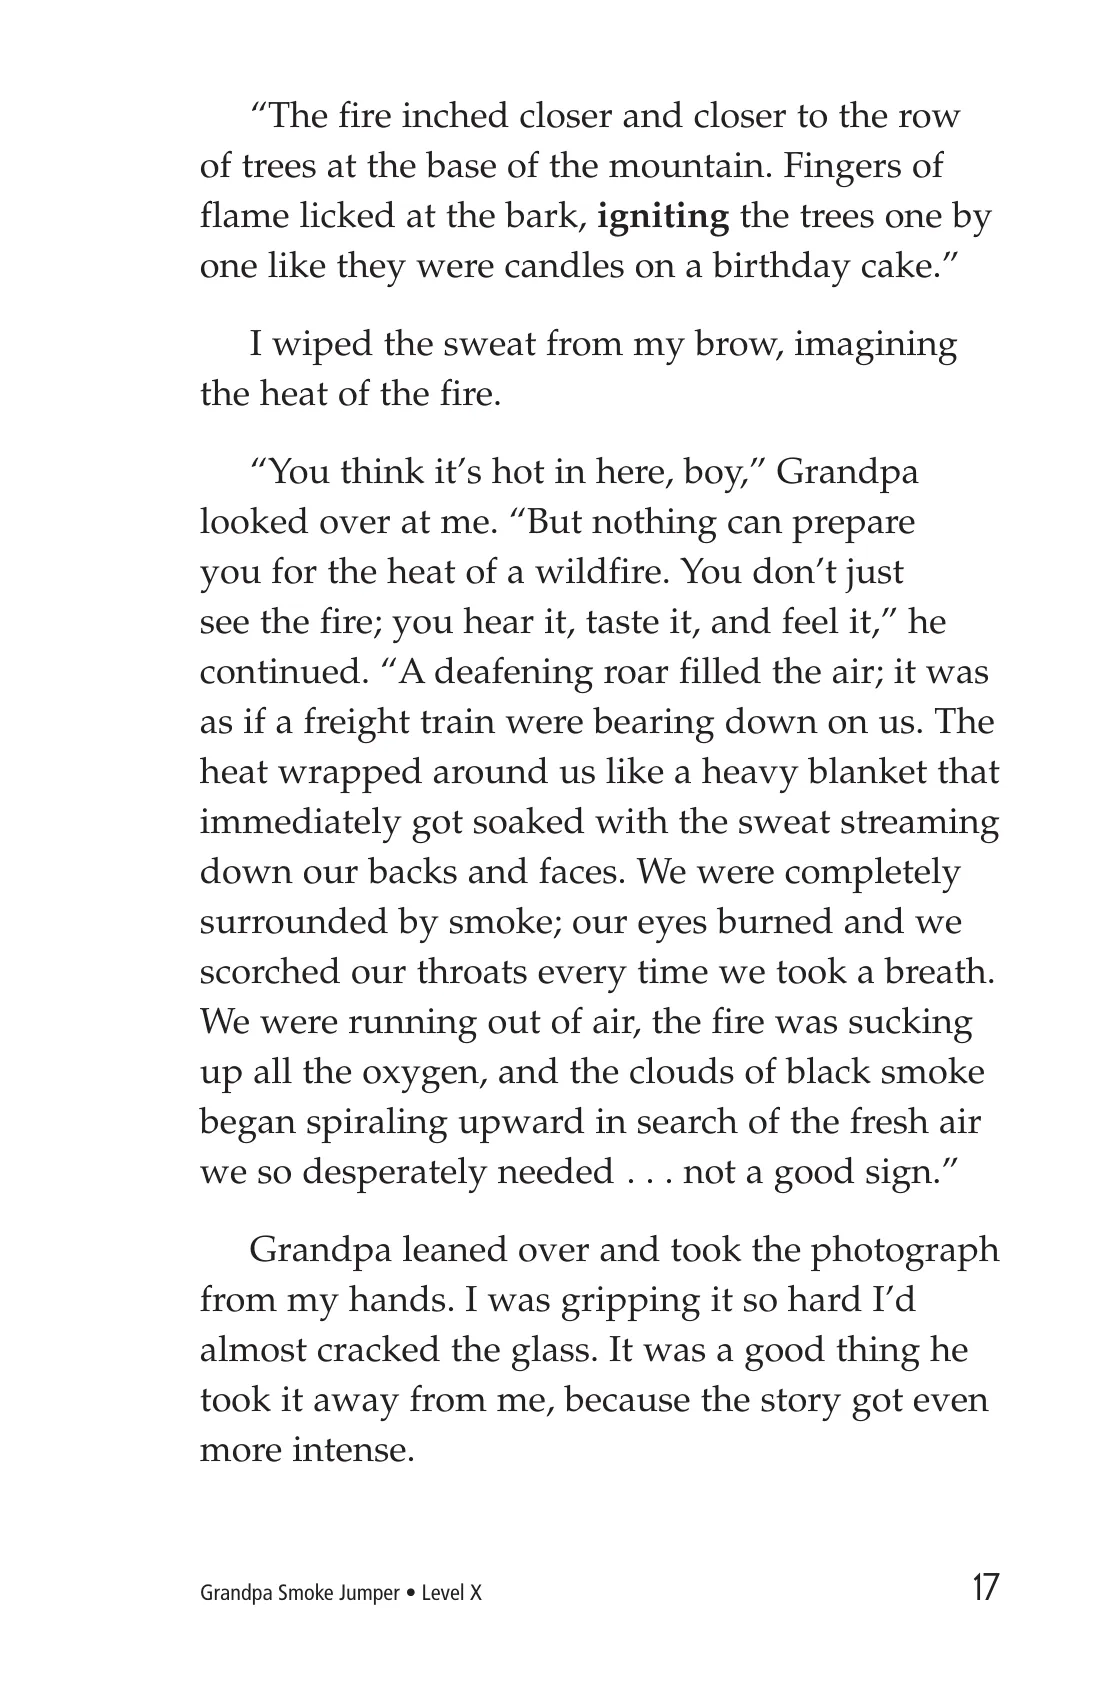 “The fire inched closer and closer to the row
of trees at the base of the mountain. Fingers of
flame licked at the bark, igniting the trees one by
one like they were candles on a birthday cake.”
I wiped the sweat from my brow, imagining
the heat of the fire.
“You think it’s hot in here, boy,” Grandpa
looked over at me. “But nothing can prepare
you for the heat of a wildfire. You don’t just
see the fire; you hear it, taste it, and feel it,” he
continued. “A deafening roar filled the air; it was
as if a freight train were bearing down on us. The
heat wrapped around us like a heavy blanket that
immediately got soaked with the sweat streaming
down our backs and faces. We were completely
surrounded by smoke; our eyes burned and we
scorched our throats every time we took a breath.
We were running out of air, the fire was sucking
up all the oxygen, and the clouds of black smoke
began spiraling upward in search of the fresh air
we so desperately needed . . . not a good sign.”
Grandpa leaned over and took the photograph
from my hands. I was gripping it so hard I’d
almost cracked the glass. It was a good thing he
took it away from me, because the story got even
more intense.
Grandpa Smoke Jumper • Level X 17